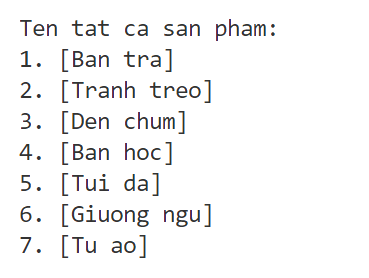 Ten tat ca san pham:
1. [Ban tra]
2. [Tranh treo]
3. [Den chum]
4. [Ban hoc]
5. [Tui da]
6. [Giuong ngu]
7. [Tu ao]